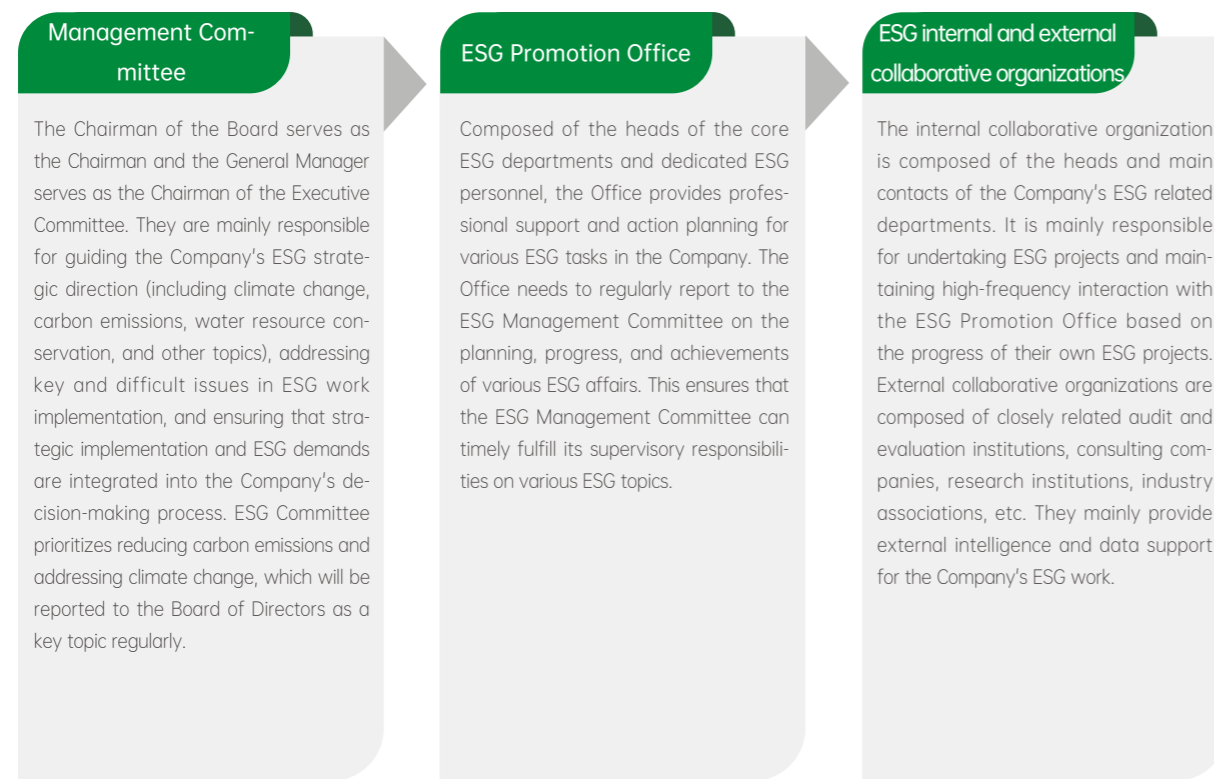 Management Com-
mittee
The Chairman of the Board serves as
the Chairman and the General Manager
serves as the Chairman of the Executive
Committee. They are mainly responsible
for guiding the Company's ESG strate-
gic direction (including climate change,
carbon emissions, water resource con-
servation, and other topics), addressing
key and difficult issues in ESG work
implementation, and ensuring that stra-
tegic implementation and ESG demands
are integrated into the Company's de-
cision-making process. ESG Committee
prioritizes reducing carbon emissions and
addressing climate change, which will be
reported to the Board of Directors as a
key topic regularly.
ESG Promotion Office
Composed of the heads of the core
ESG departments and dedicated ESG
personnel, the Office provides profes-
sional support and action planning for
various ESG tasks in the Company. The
Office needs to regularly report to the
ESG Management Committee on the
planning, progress, and achievements
of various ESG affairs. This ensures that
the ESG Management Committee can
timely fulfill its supervisory responsibili-
ties on various ESG topics.
ESG internal and external
collaborative organizations
The internal collaborative organization
is composed of the heads and main
contacts of the Company's ESG related
departments. It is mainly responsible
for undertaking ESG projects and main-
taining high-frequency interaction with
the ESG Promotion Office based on
the progress of their own ESG projects.
External collaborative organizations are
composed of closely related audit and
evaluation institutions, consulting com-
panies, research institutions, industry
associations, etc. They mainly provide
external intelligence and data support
for the Company's ESG work.